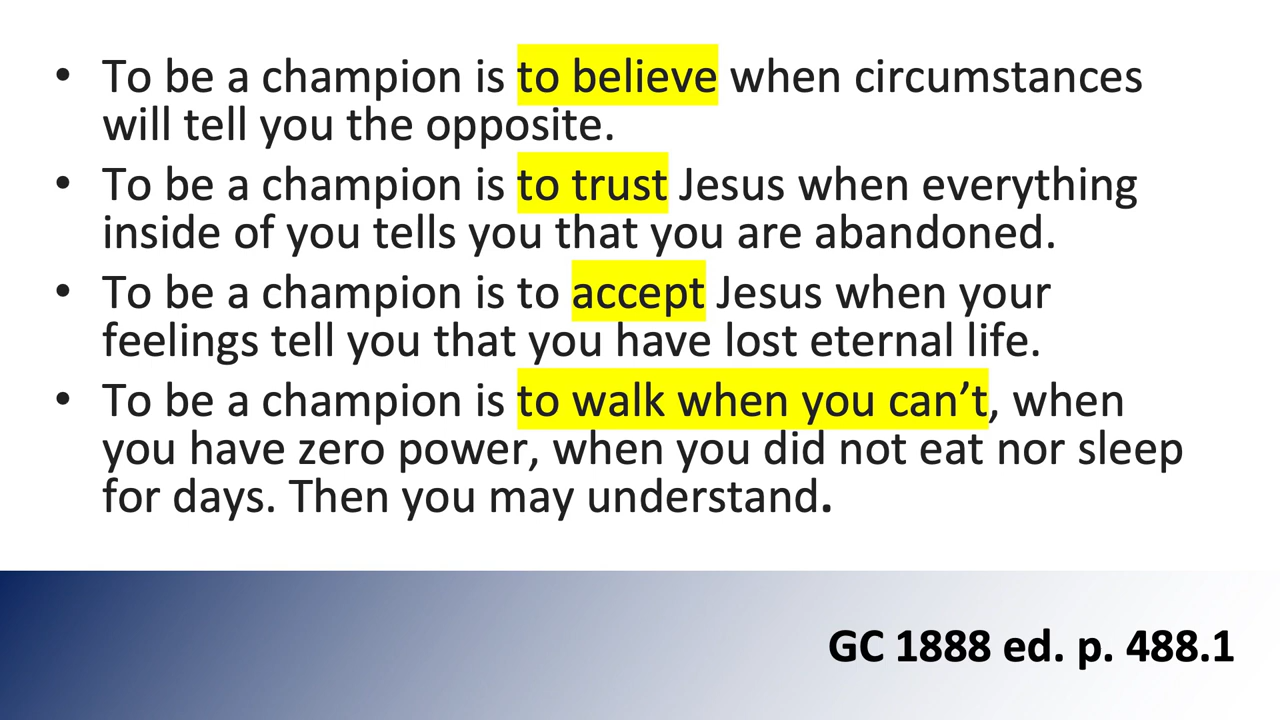 • To be a champion is to believe when circumstances
will tell you the opposite.
• To be a champion is to trust Jesus when everything
inside of you tells you that you are abandoned.
• To be a champion is to accept Jesus when your
feelings tell you that you have lost eternal life.
• To be a champion is to walk when you can’t, when
you have zero power, when you did not eat nor sleep
for days. Then you may understand.
GC 1888 ed. p. 488.1